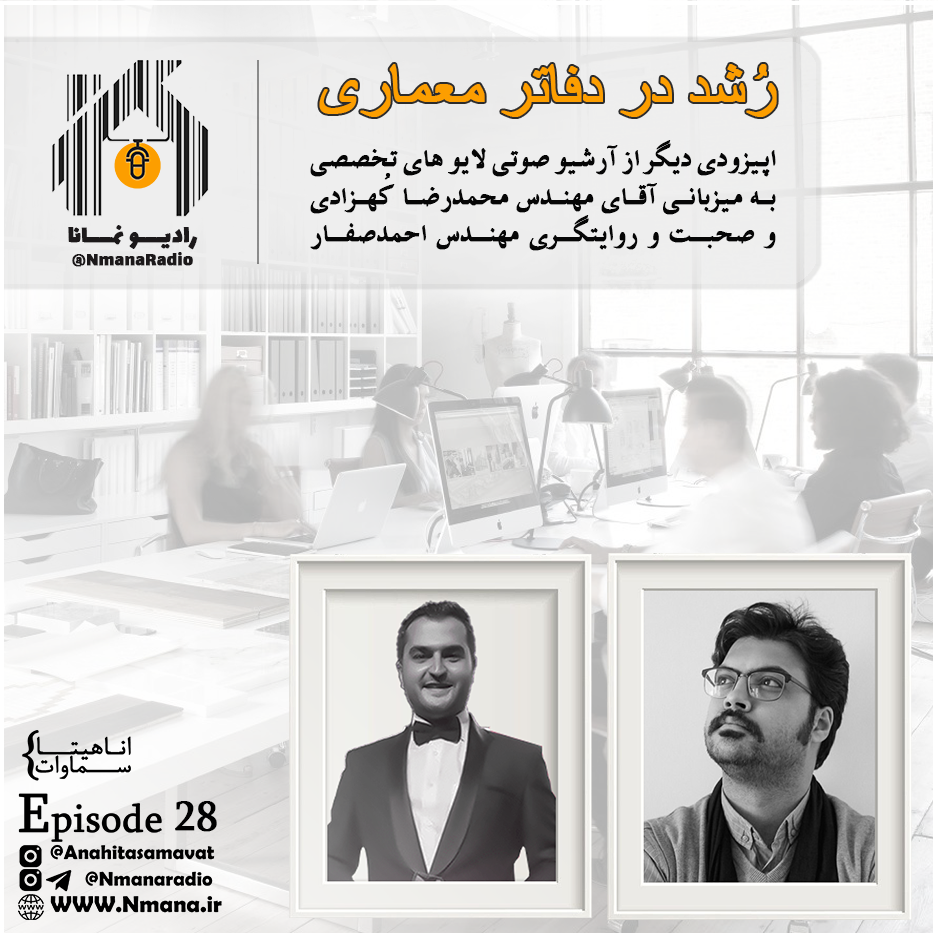 رُشد در دفاتر معماری
اپیزودی دیگر از آرشیو صوتی لایو های تخصصی
به میزبانی آقای مهندس محمدرضا کُهزادی
و صحبت و روایتگری مهندس احمدصفار
رادیو نمانا
@NmanaRadio
اناهیتا
سماوات
Episode 28
@Anahitasamavat
@Nmanaradio
WWW.Nmana.ir